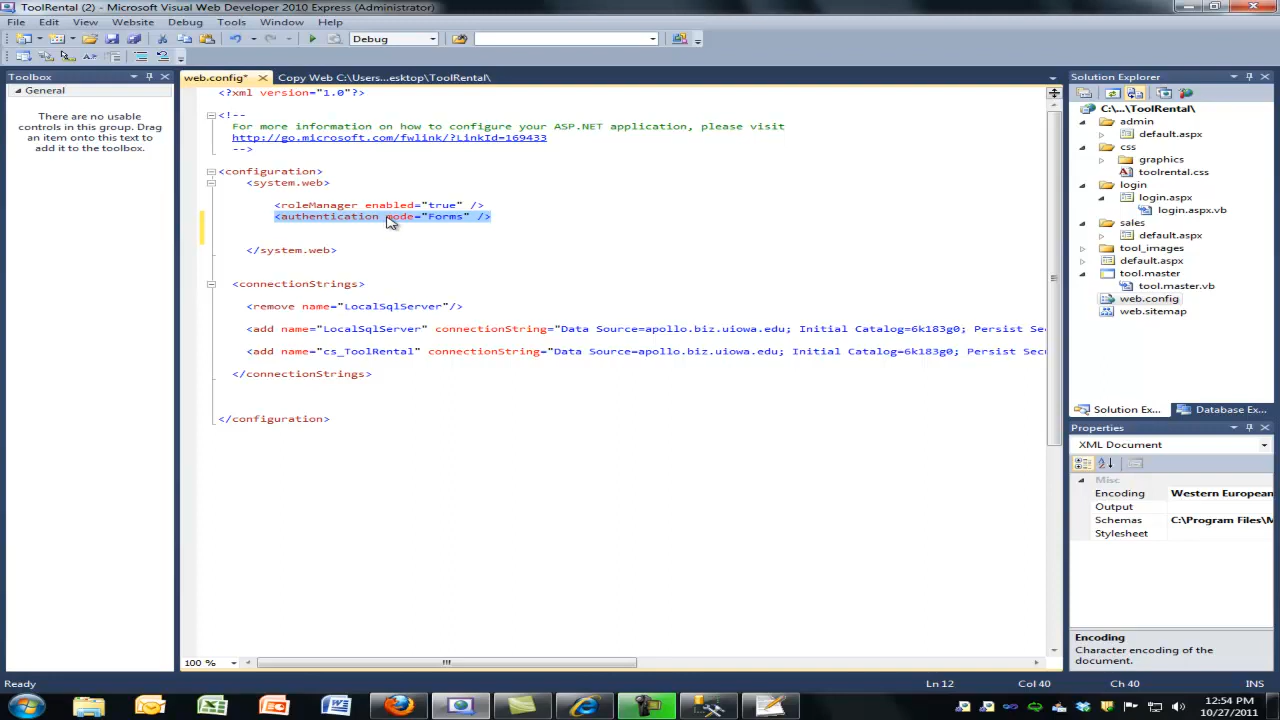 ToolRental (2) - Microsoft Visual Web Developer 2010 Express (Administrator)
File Edit View Website Debug Tools Window Help
Debug
Toolbox
General
There are no usable
controls in this group. Drag
an item onto this text to
add it to the toolbox.
web.config*
Copy Web C:\Users...esktop\ToolRental\
<?xml version="1.0"?>
<!--
For more information on how to configure your ASP.NET application, please visit
http://go.microsoft.com/fwlink/?LinkId=169433
-->
<configuration>
<system.web>
<roleManager enabled="true" />
<authentication mode="Forms" />
</system.web>
<connectionStrings>
<remove name="LocalSqlServer"/>
<add name="LocalSqlServer" connectionString="Data Source=apollo.biz.uiowa.edu; Initial Catalog=6k183g0; Persist Sec
<add name="cs_ToolRental" connectionString="Data Source=apollo.biz.uiowa.edu; Initial Catalog=6k183g0; Persist Sec
</connectionStrings>
</configuration>
100 %
Solution Explorer
C:\...\ToolRental\
admin
default.aspx
css
graphics
toolrental.css
login
login.aspx
login.aspx.vb
sales
default.aspx
tool_images
default.aspx
tool.master
tool.master.vb
web.config
web.sitemap
Solution Ex...
Database Ex...
Properties
XML Document
Misc
Encoding Western European
Output
Schemas C:\Program Files\M
Stylesheet
Encoding
Character encoding of the
document.
Ready
Ln 12
Col 40
Ch 40
INS
12:54 PM
10/27/2011